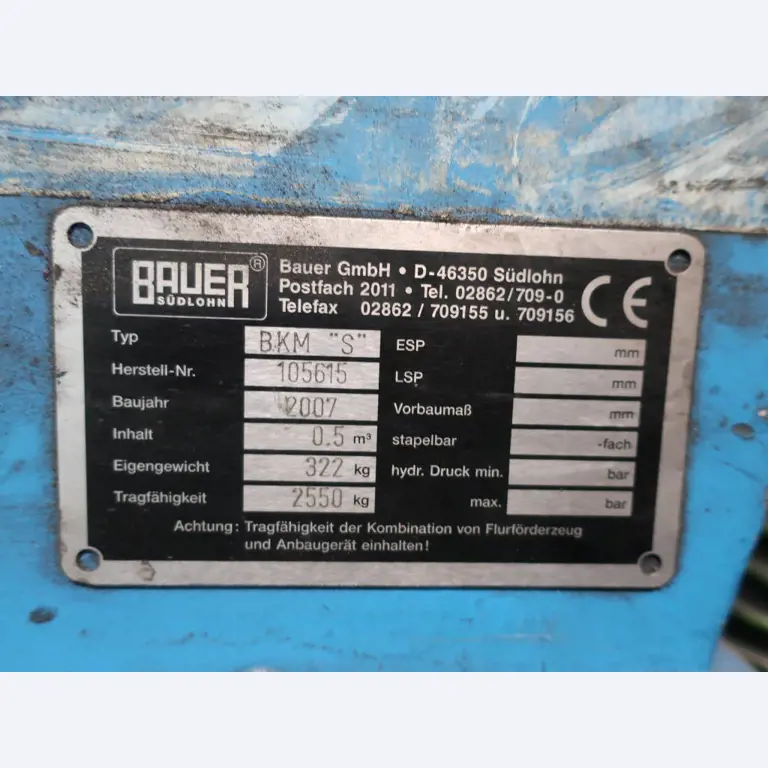 BAUER®
SÜDLOHN
Bauer GmbH • D-46350 Südlohn
Postfach 2011 • Tel. 02862/709-0
Telefax 02862 / 709155 u. 709156
CE
Typ BKM "S"
Herstell-Nr. 105615
Baujahr 2007
Inhalt 0.5 m³
Eigengewicht 322 kg
Tragfähigkeit 2550 kg
ESP mm
LSP mm
Vorbaumaß mm
stapelbar -fach
hydr. Druck min. bar
max. bar
Achtung: Tragfähigkeit der Kombination von Flurförderzeug
und Anbaugerät einhalten!